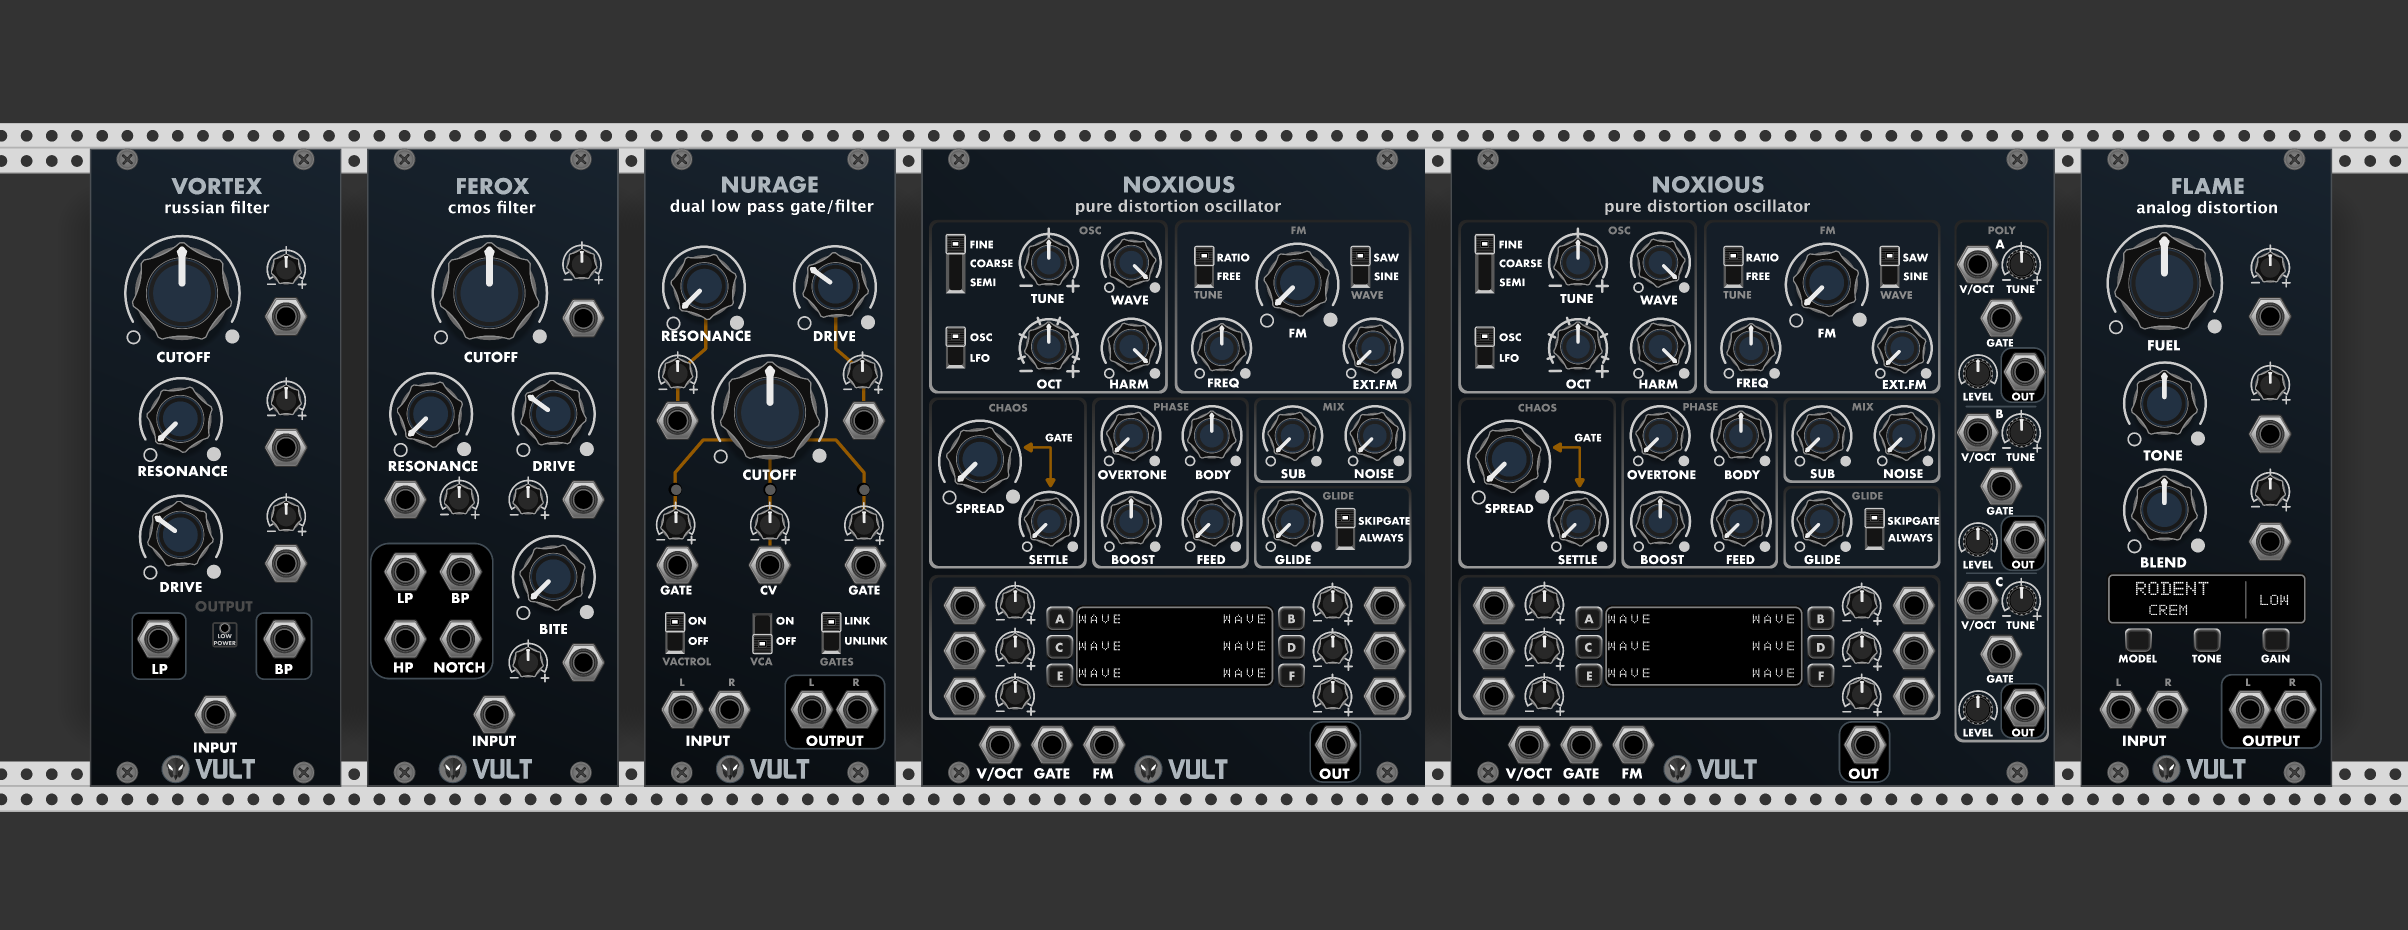 VORTEX
russian filter
CUTOFF
RESONANCE
DRIVE
OUTPUT
LOW
POWER
LP
BP
INPUT
VULT
FEROX
cmos filter
CUTOFF
RESONANCE
DRIVE
LP
BP
HP
NOTCH
BITE
INPUT
VULT
NURAGE
dual low pass gate/filter
RESONANCE
DRIVE
CUTOFF
GATE
CV
GATE
ON
OFF
VACTROL
ON
OFF
VCA
LINK
UNLINK
GATES
L
R
L
R
INPUT
OUTPUT
VULT
NOXIOUS
pure distortion oscillator
OSC
FINE
COARSE
SEMI
TUNE
WAVE
OSC
LFO
OCT
HARM
FM
RATIO
FREE
TUNE
SAW
SINE
WAVE
FM
FREQ
EXT.FM
CHAOS
GATE
SPREAD
SETTLE
PHASE
OVERTONE
BODY
BOOST
FEED
MIX
SUB
NOISE
GLIDE
SKIPGATE
ALWAYS
GLIDE
A WAVE WAVE B
C WAVE WAVE D
E WAVE WAVE F
V/OCT
GATE
FM
VULT
OUT
NOXIOUS
pure distortion oscillator
OSC
FINE
COARSE
SEMI
TUNE
WAVE
OSC
LFO
OCT
HARM
FM
RATIO
FREE
TUNE
SAW
SINE
WAVE
FM
FREQ
EXT.FM
CHAOS
GATE
SPREAD
SETTLE
PHASE
OVERTONE
BODY
BOOST
FEED
MIX
SUB
NOISE
GLIDE
SKIPGATE
ALWAYS
GLIDE
A WAVE WAVE B
C WAVE WAVE D
E WAVE WAVE F
V/OCT
GATE
FM
VULT
OUT
POLY
A
V/OCT TUNE
GATE
LEVEL OUT
B
V/OCT TUNE
GATE
LEVEL OUT
C
V/OCT TUNE
GATE
LEVEL OUT
FLAME
analog distortion
FUEL
TONE
BLEND
RODENT
CREM
LOW
MODEL
TONE
GAIN
L
R
L
R
INPUT
OUTPUT
VULT